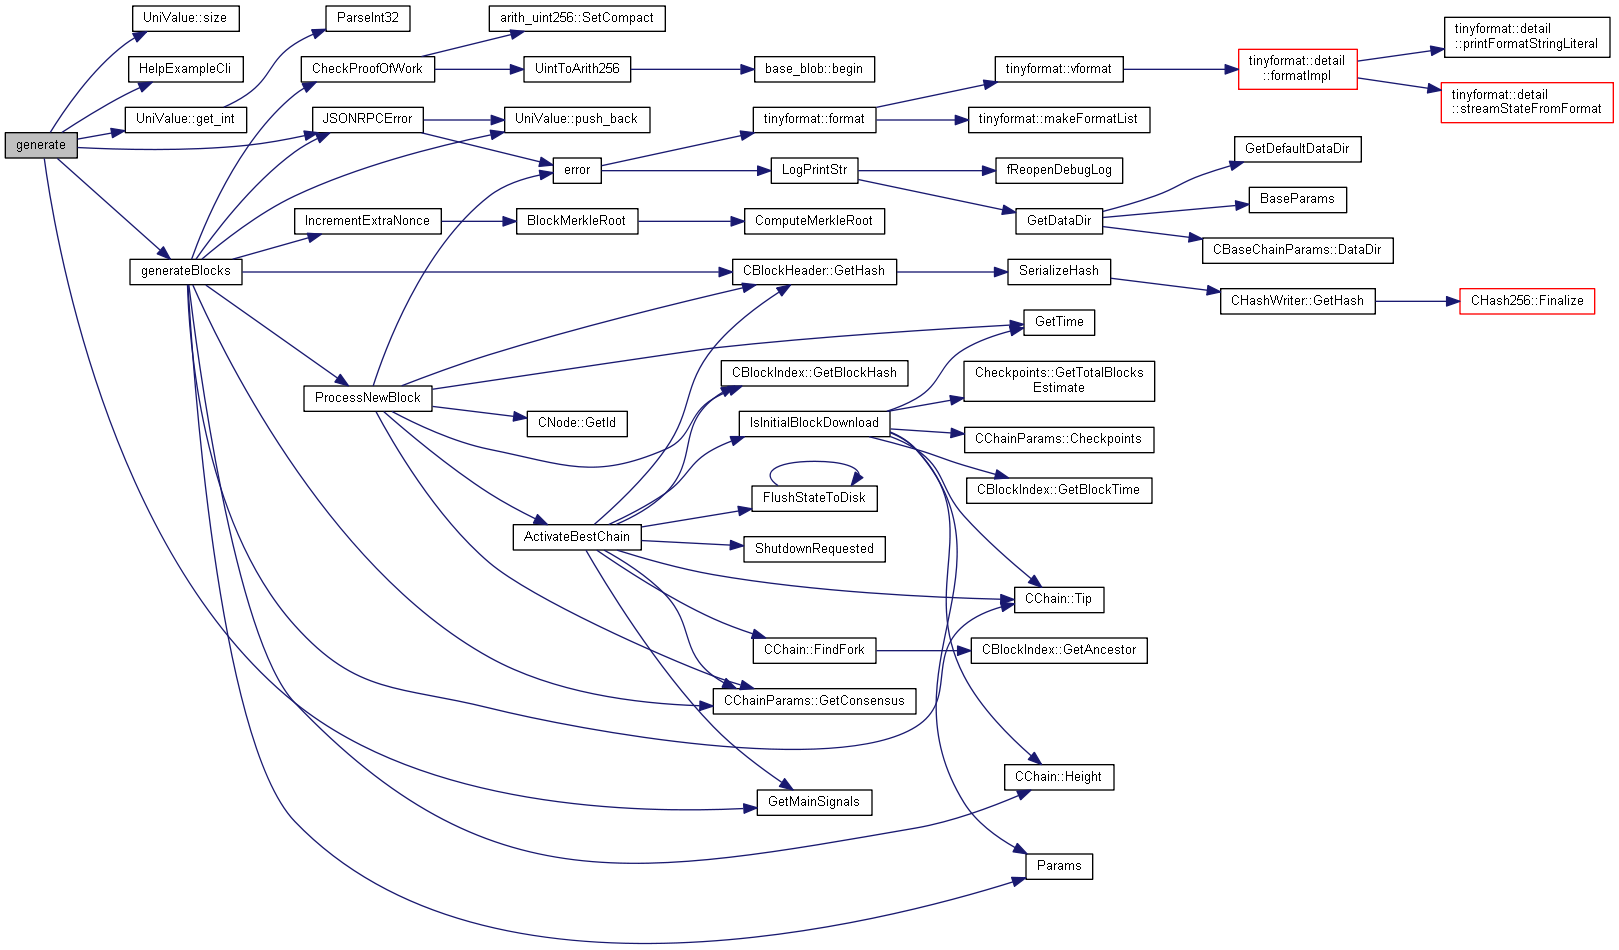 generate
UniValue::size
HelpExampleCli
UniValue::get_int
generateBlocks
ParseInt32
CheckProofOfWork
JSONRPCError
IncrementExtraNonce
ProcessNewBlock
arith_uint256::SetCompact
UintToArith256
UniValue::push_back
error
BlockMerkleRoot
CNode::GetId
ActivateBestChain
base_blob::begin
tinyformat::format
LogPrintStr
ComputeMerkleRoot
CBlockHeader::GetHash
CBlockIndex::GetBlockHash
IsInitialBlockDownload
FlushStateToDisk
ShutdownRequested
CChain::FindFork
CChainParams::GetConsensus
GetMainSignals
tinyformat::vformat
tinyformat::makeFormatList
fReopenDebugLog
GetDataDir
SerializeHash
GetTime
Checkpoints::GetTotalBlocks
Estimate
CChainParams::Checkpoints
CBlockIndex::GetBlockTime
CChain::Tip
CBlockIndex::GetAncestor
CChain::Height
Params
tinyformat::detail
::formatImpl
GetDefaultDataDir
BaseParams
CBaseChainParams::DataDir
CHashWriter::GetHash
tinyformat::detail
::printFormatStringLiteral
tinyformat::detail
::streamStateFromFormat
CHash256::Finalize